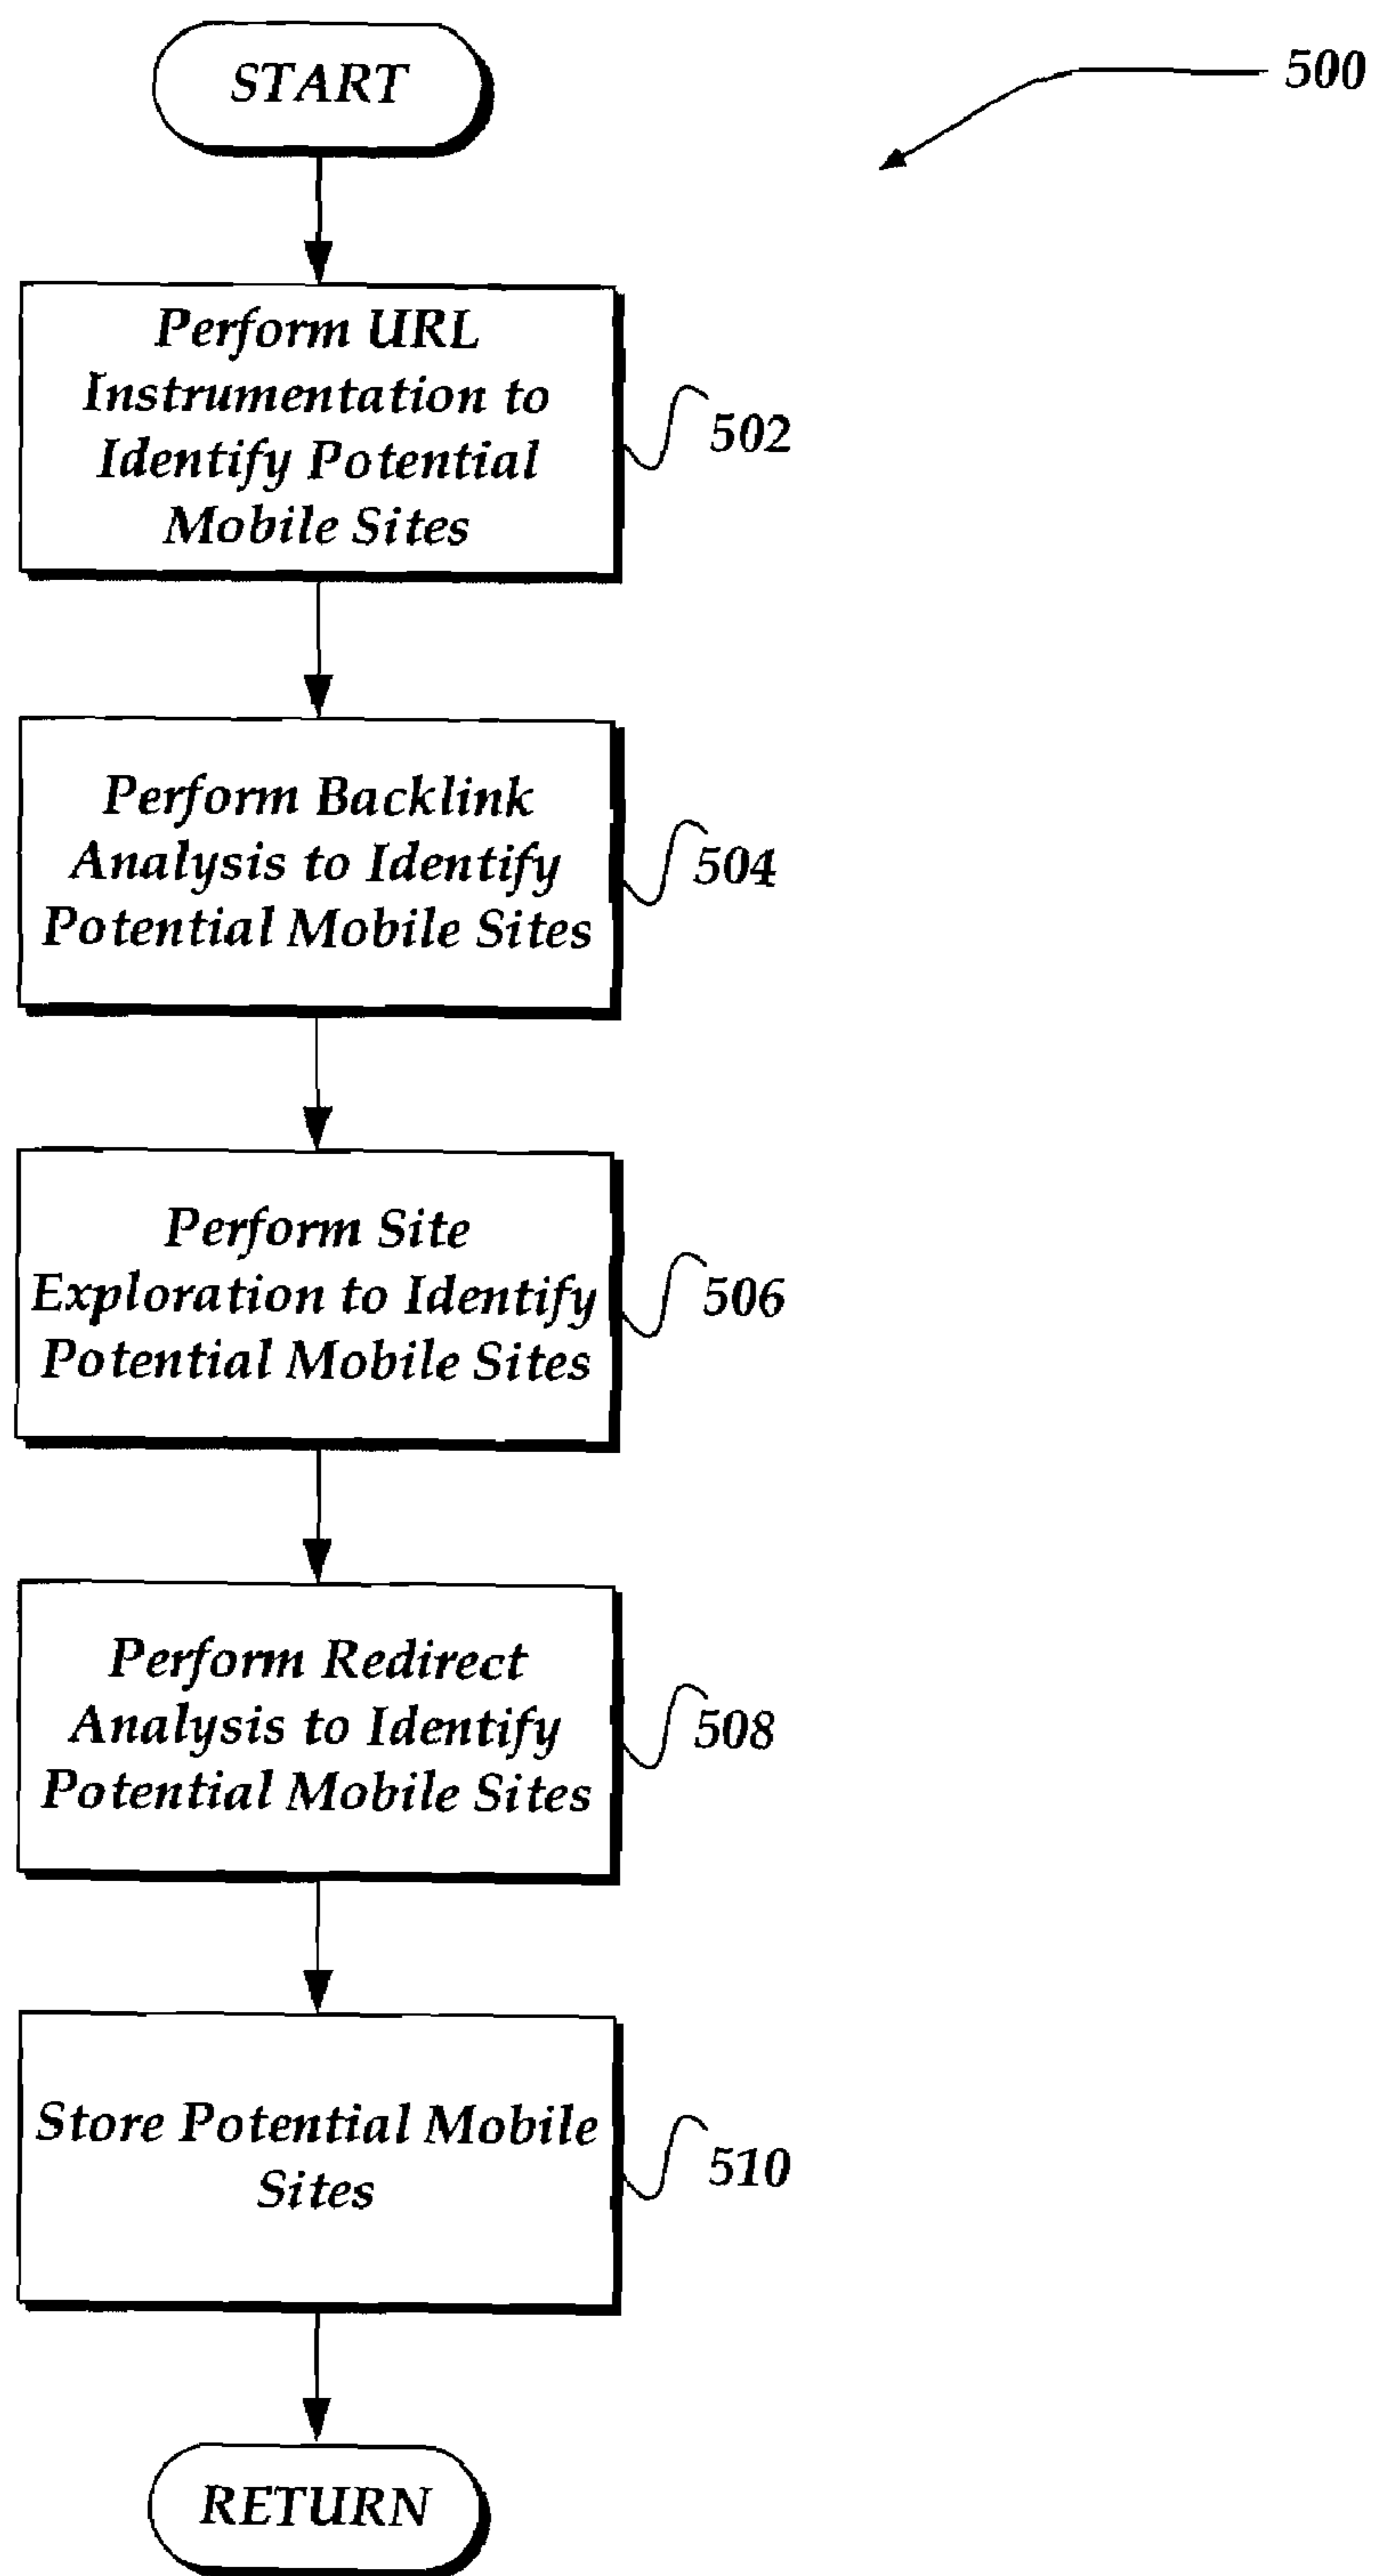 START
500
Perform URL
Instrumentation to
Identify Potential
Mobile Sites
502
Perform Backlink
Analysis to Identify
Potential Mobile Sites
504
Perform Site
Exploration to Identify
Potential Mobile Sites
506
Perform Redirect
Analysis to Identify
Potential Mobile Sites
508
Store Potential Mobile
Sites
510
RETURN